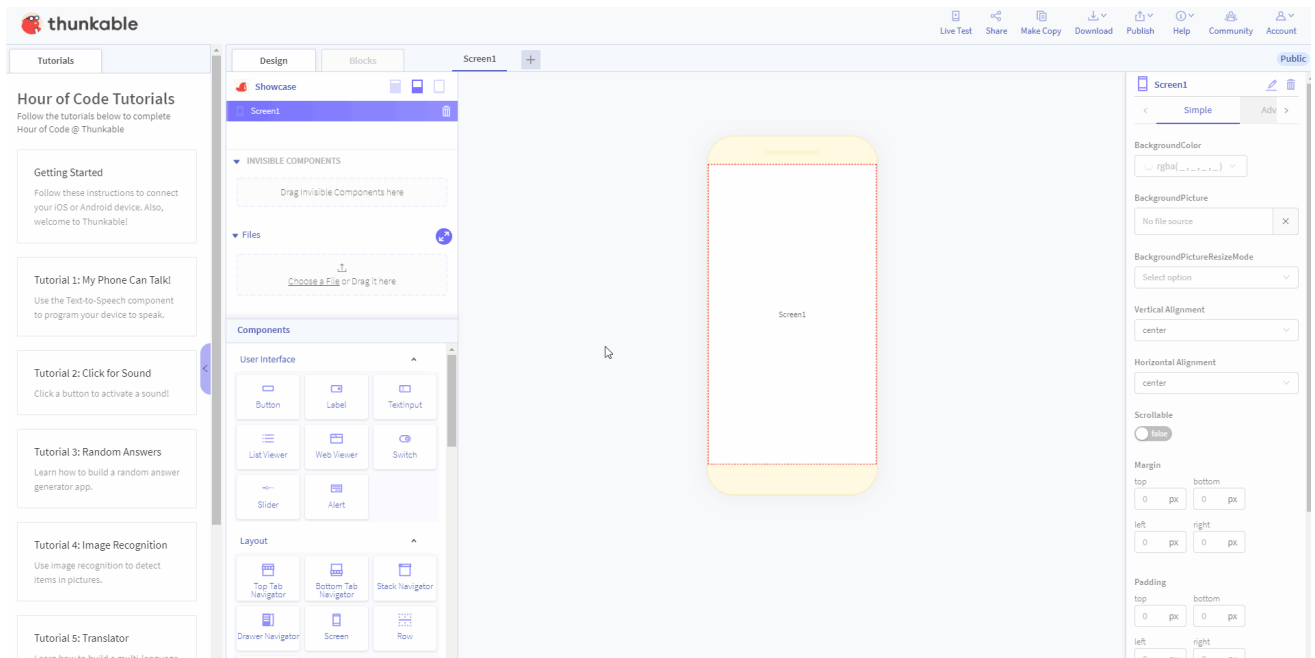 thunkable
Live Test
Share
Make Copy
Download
Publish
Help
Community
Account
Tutorials
Hour of Code Tutorials
Follow the tutorials below to complete
Hour of Code @ Thunkable
Getting Started
Follow these instructions to connect
your iOS or Android device. Also,
welcome to Thunkable!
Tutorial 1: My Phone Can Talk!
Use the Text-to-Speech component
to program your device to speak.
Tutorial 2: Click for Sound
Click a button to activate a sound!
Tutorial 3: Random Answers
Learn how to build a random answer
generator app.
Tutorial 4: Image Recognition
Use image recognition to detect
items in pictures.
Tutorial 5: Translator
Design
Blocks
Screen1
+
Public
Showcase
Screen1
INVISIBLE COMPONENTS
Drag Invisible Components here
Files
Choose a File or Drag it here
Components
User Interface
Button
Label
TextInput
List Viewer
Web Viewer
Switch
Slider
Alert
Layout
Top Tab
Navigator
Bottom Tab
Navigator
Stack Navigator
Drawer Navigator
Screen
Row
Screen1
Screen1
Simple
Adv
BackgroundColor
rgba(_,_,_,_)
BackgroundPicture
No file source
BackgroundPictureResizeMode
Select option
Vertical Alignment
center
Horizontal Alignment
center
Scrollable
false
Margin
top
bottom
0 px
0 px
left
right
0 px
0 px
Padding
top
bottom
0 px
0 px
left
right